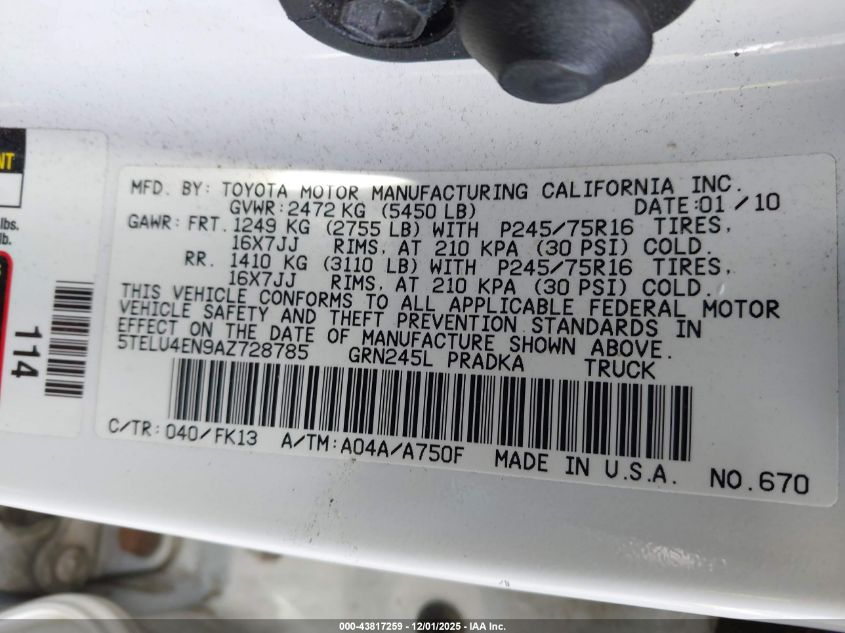 NT
lbs.
lb.
114
MFD. BY: TOYOTA MOTOR MANUFACTURING CALIFORNIA INC.
GVWR: 2472 KG (5450 LB) DATE: 01/10
GAWR: FRT. 1249 KG (2755 LB) WITH P245/75R16 TIRES,
16X7JJ RIMS, AT 210 KPA (30 PSI) COLD.
RR. 1410 KG (3110 LB) WITH P245/75R16 TIRES,
16X7JJ RIMS, AT 210 KPA (30 PSI) COLD.
THIS VEHICLE CONFORMS TO ALL APPLICABLE FEDERAL MOTOR
VEHICLE SAFETY AND THEFT PREVENTION STANDARDS IN
EFFECT ON THE DATE OF MANUFACTURE SHOWN ABOVE.
5TELU4EN9AZ728785 GRN245L PRADKA TRUCK
C/TR: 040/FK13 A/TM: A04A/A750F MADE IN U.S.A. NO. 670
000-43817259 - 12/01/2025 - IAA, Inc.